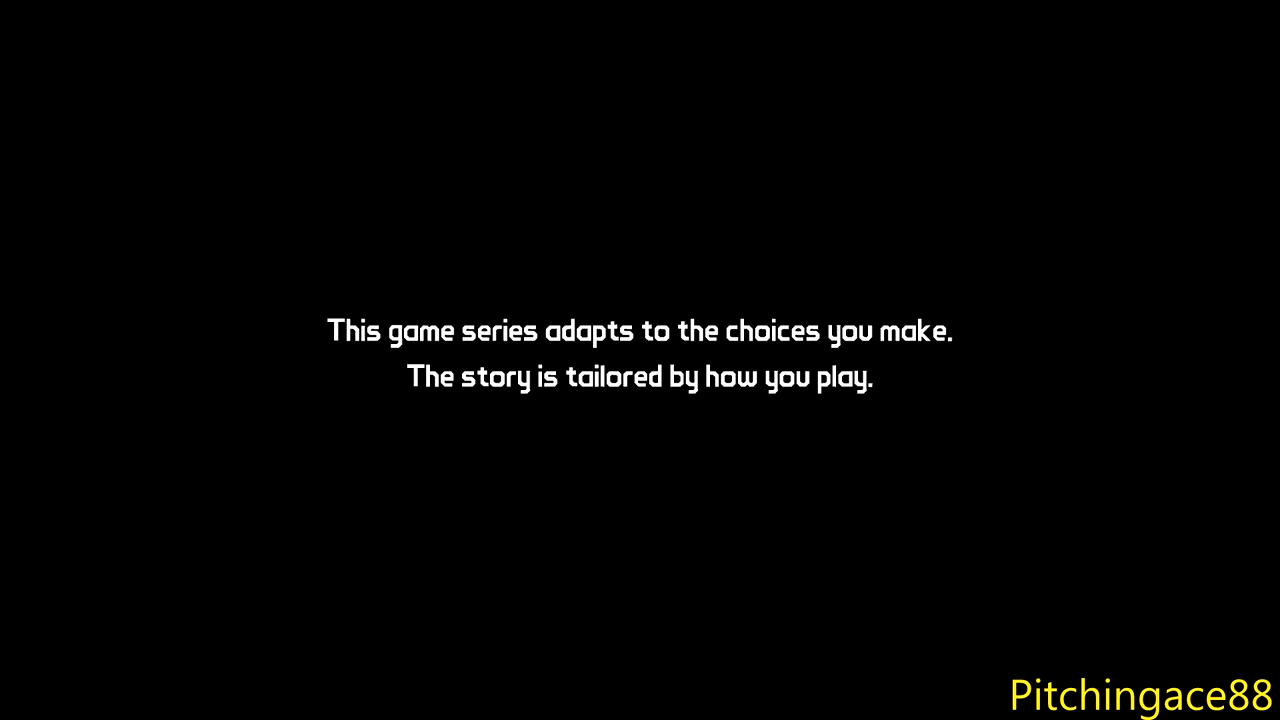 This game series adapts to the choices you make.
The story is tailored by how you play.
Pitchingace88